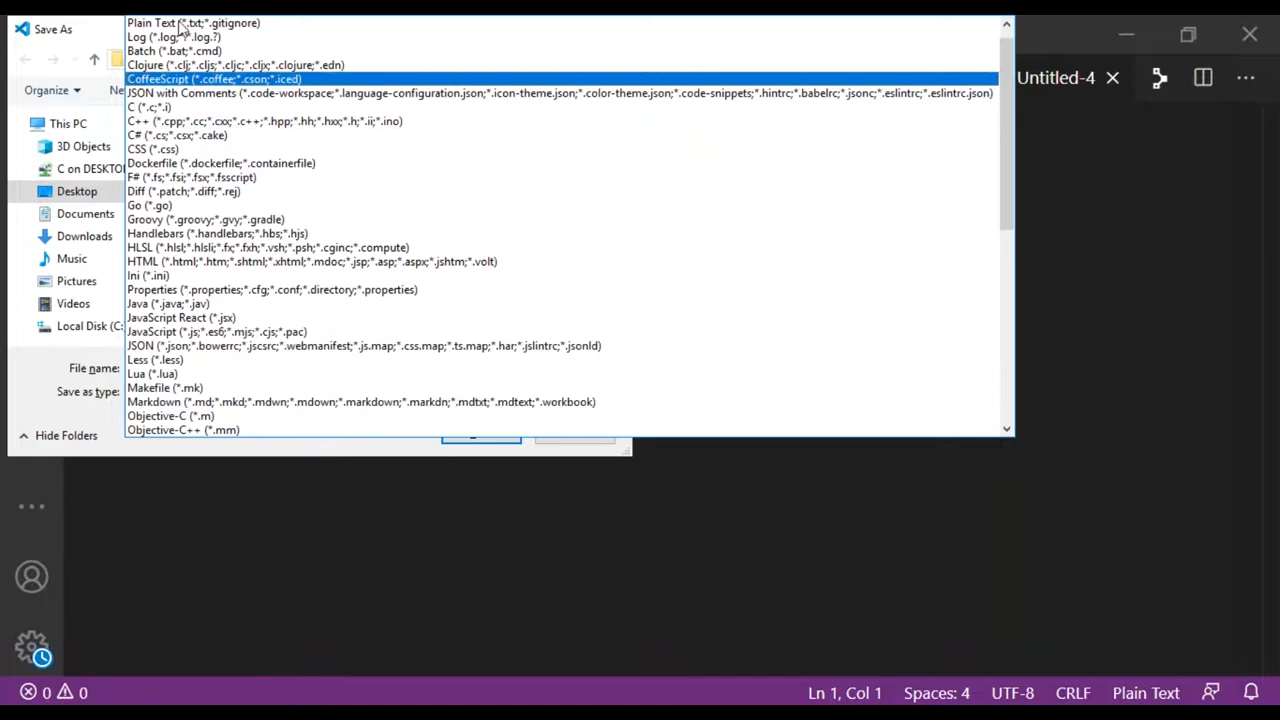 Save As
Plain Text (*.txt;*.gitignore)
Log (*.log;*.log.?)
Batch (*.bat;*.cmd)
Clojure (*.clj;*.cljs;*.cljc;*.cljx;*.clojure;*.edn)
CoffeeScript (*.coffee;*.cson;*.iced)
JSON with Comments (*.code-workspace;*.language-configuration.json;*.icon-theme.json;*.color-theme.json;*.code-snippets;*.hintrc;*.babelrc;*.jsonc;*.eslintrc;*.eslintrc.json)
C (*.c;*.i)
C++ (*.cpp;*.cc;*.cxx;*.c++;*.hpp;*.hh;*.hxx;*.h;*.ii;*.ino)
C# (*.cs;*.csx;*.cake)
CSS (*.css)
Dockerfile (*.dockerfile;*.containerfile)
F# (*.fs;*.fsi;*.fsx;*.fsscript)
Diff (*.patch;*.diff;*.rej)
Go (*.go)
Groovy (*.groovy;*.gvy;*.gradle)
Handlebars (*.handlebars;*.hbs;*.hjs)
HLSL (*.hlsl;*.hlsli;*.fx;*.fxh;*.vsh;*.psh;*.cginc;*.compute)
HTML (*.html;*.htm;*.shtml;*.xhtml;*.mdoc;*.jsp;*.asp;*.aspx;*.jshtm;*.volt)
Ini (*.ini)
Properties (*.properties;*.cfg;*.conf;*.directory;*.properties)
Java (*.java;*.jav)
JavaScript React (*.jsx)
JavaScript (*.js;*.es6;*.mjs;*.cjs;*.pac)
JSON (*.json;*.bowerrc;*.jscsrc;*.webmanifest;*.js.map;*.css.map;*.ts.map;*.har;*.jslintrc;*.jsonld)
Less (*.less)
Lua (*.lua)
Makefile (*.mk)
Markdown (*.md;*.mkd;*.mdwn;*.mdown;*.markdown;*.markdn;*.mdtxt;*.mdtext;*.workbook)
Objective-C (*.m)
Objective-C++ (*.mm)
Organize
Ne
This PC
3D Objects
C on DESKTO
Desktop
Documents
Downloads
Music
Pictures
Videos
Local Disk (C:
File name:
Save as type:
Hide Folders
Untitled-4
0 0
Ln 1, Col 1 Spaces: 4 UTF-8 CRLF Plain Text